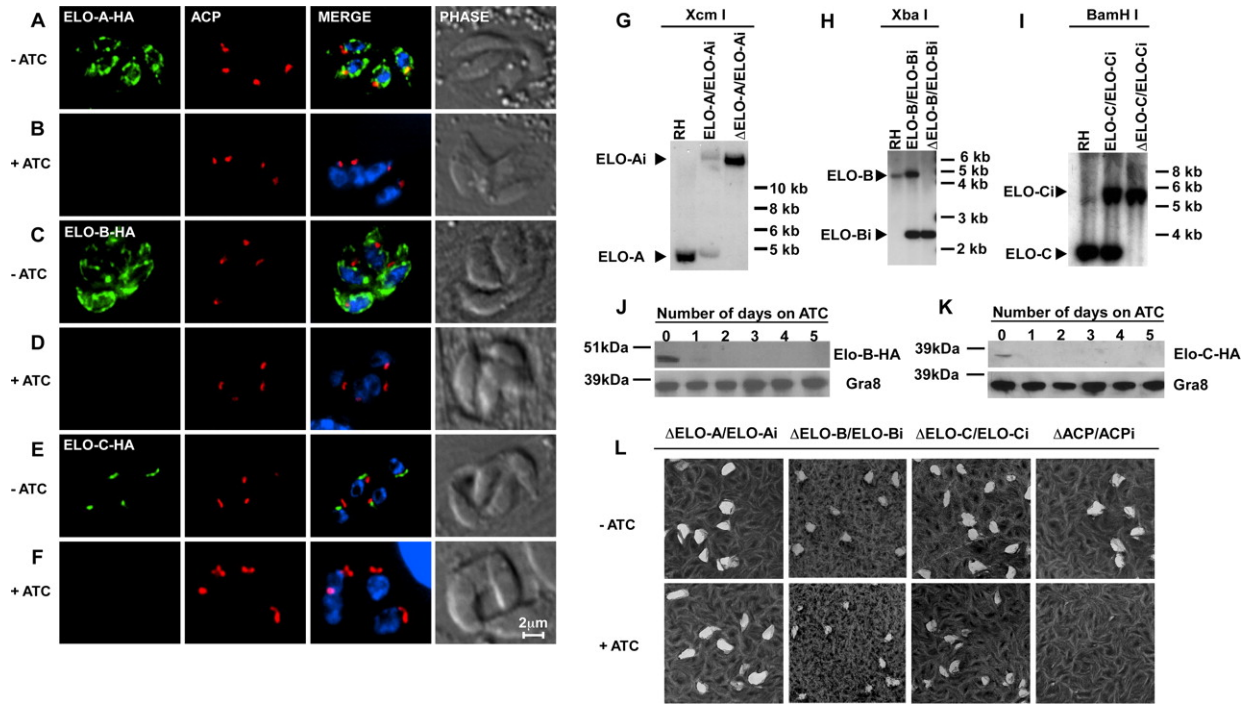 A
ELO-A-HA
ACP
MERGE
PHASE
- ATC
B
+ ATC
C
ELO-B-HA
- ATC
D
+ ATC
E
ELO-C-HA
- ATC
F
+ ATC
2μm
G
Xcm I
RH
ELO-A/ELO-Ai
ΔELO-A/ELO-Ai
ELO-Ai
10 kb
8 kb
6 kb
5 kb
ELO-A
H
Xba I
RH
ELO-B/ELO-Bi
ΔELO-B/ELO-Bi
6 kb
5 kb
4 kb
ELO-B
3 kb
ELO-Bi
2 kb
I
BamH I
RH
ELO-C/ELO-Ci
ΔELO-C/ELO-Ci
8 kb
6 kb
5 kb
ELO-Ci
4 kb
ELO-C
J
Number of days on ATC
0 1 2 3 4 5
51kDa
Elo-B-HA
39kDa
Gra8
K
Number of days on ATC
0 1 2 3 4 5
39kDa
Elo-C-HA
39kDa
Gra8
L
ΔELO-A/ELO-Ai
ΔELO-B/ELO-Bi
ΔELO-C/ELO-Ci
ΔACP/ACPi
- ATC
+ ATC